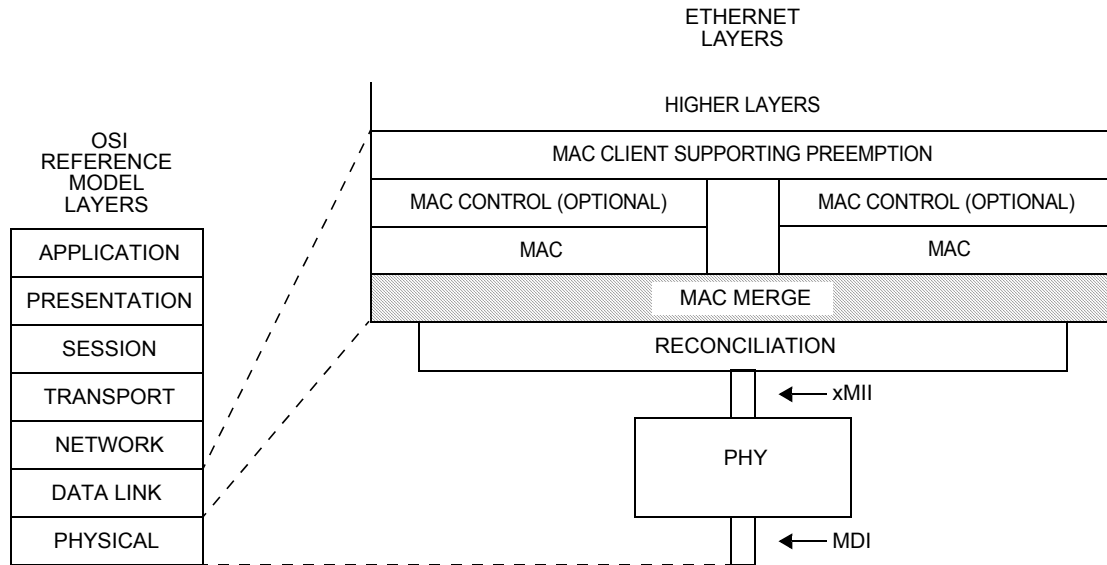 ETHERNET
LAYERS
HIGHER LAYERS
OSI
REFERENCE
MODEL
LAYERS
MAC CLIENT SUPPORTING PREEMPTION
MAC CONTROL (OPTIONAL)
MAC CONTROL (OPTIONAL)
APPLICATION
MAC
MAC
PRESENTATION
MAC MERGE
SESSION
RECONCILIATION
TRANSPORT
xMII
NETWORK
PHY
DATA LINK
PHYSICAL
MDI